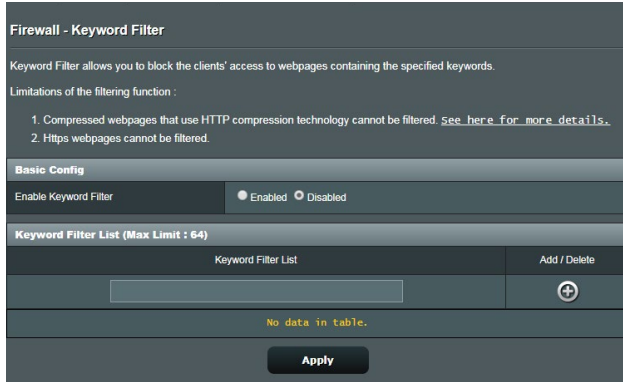 Firewall - Keyword Filter
Keyword Filter allows you to block the clients' access to webpages containing the specified keywords.
Limitations of the filtering function :
1. Compressed webpages that use HTTP compression technology cannot be filtered. See here for more details.
2. Https webpages cannot be filtered.
Basic Config
Enable Keyword Filter
Enabled Disabled
Keyword Filter List (Max Limit : 64)
Keyword Filter List Add / Delete
No data in table.
Apply